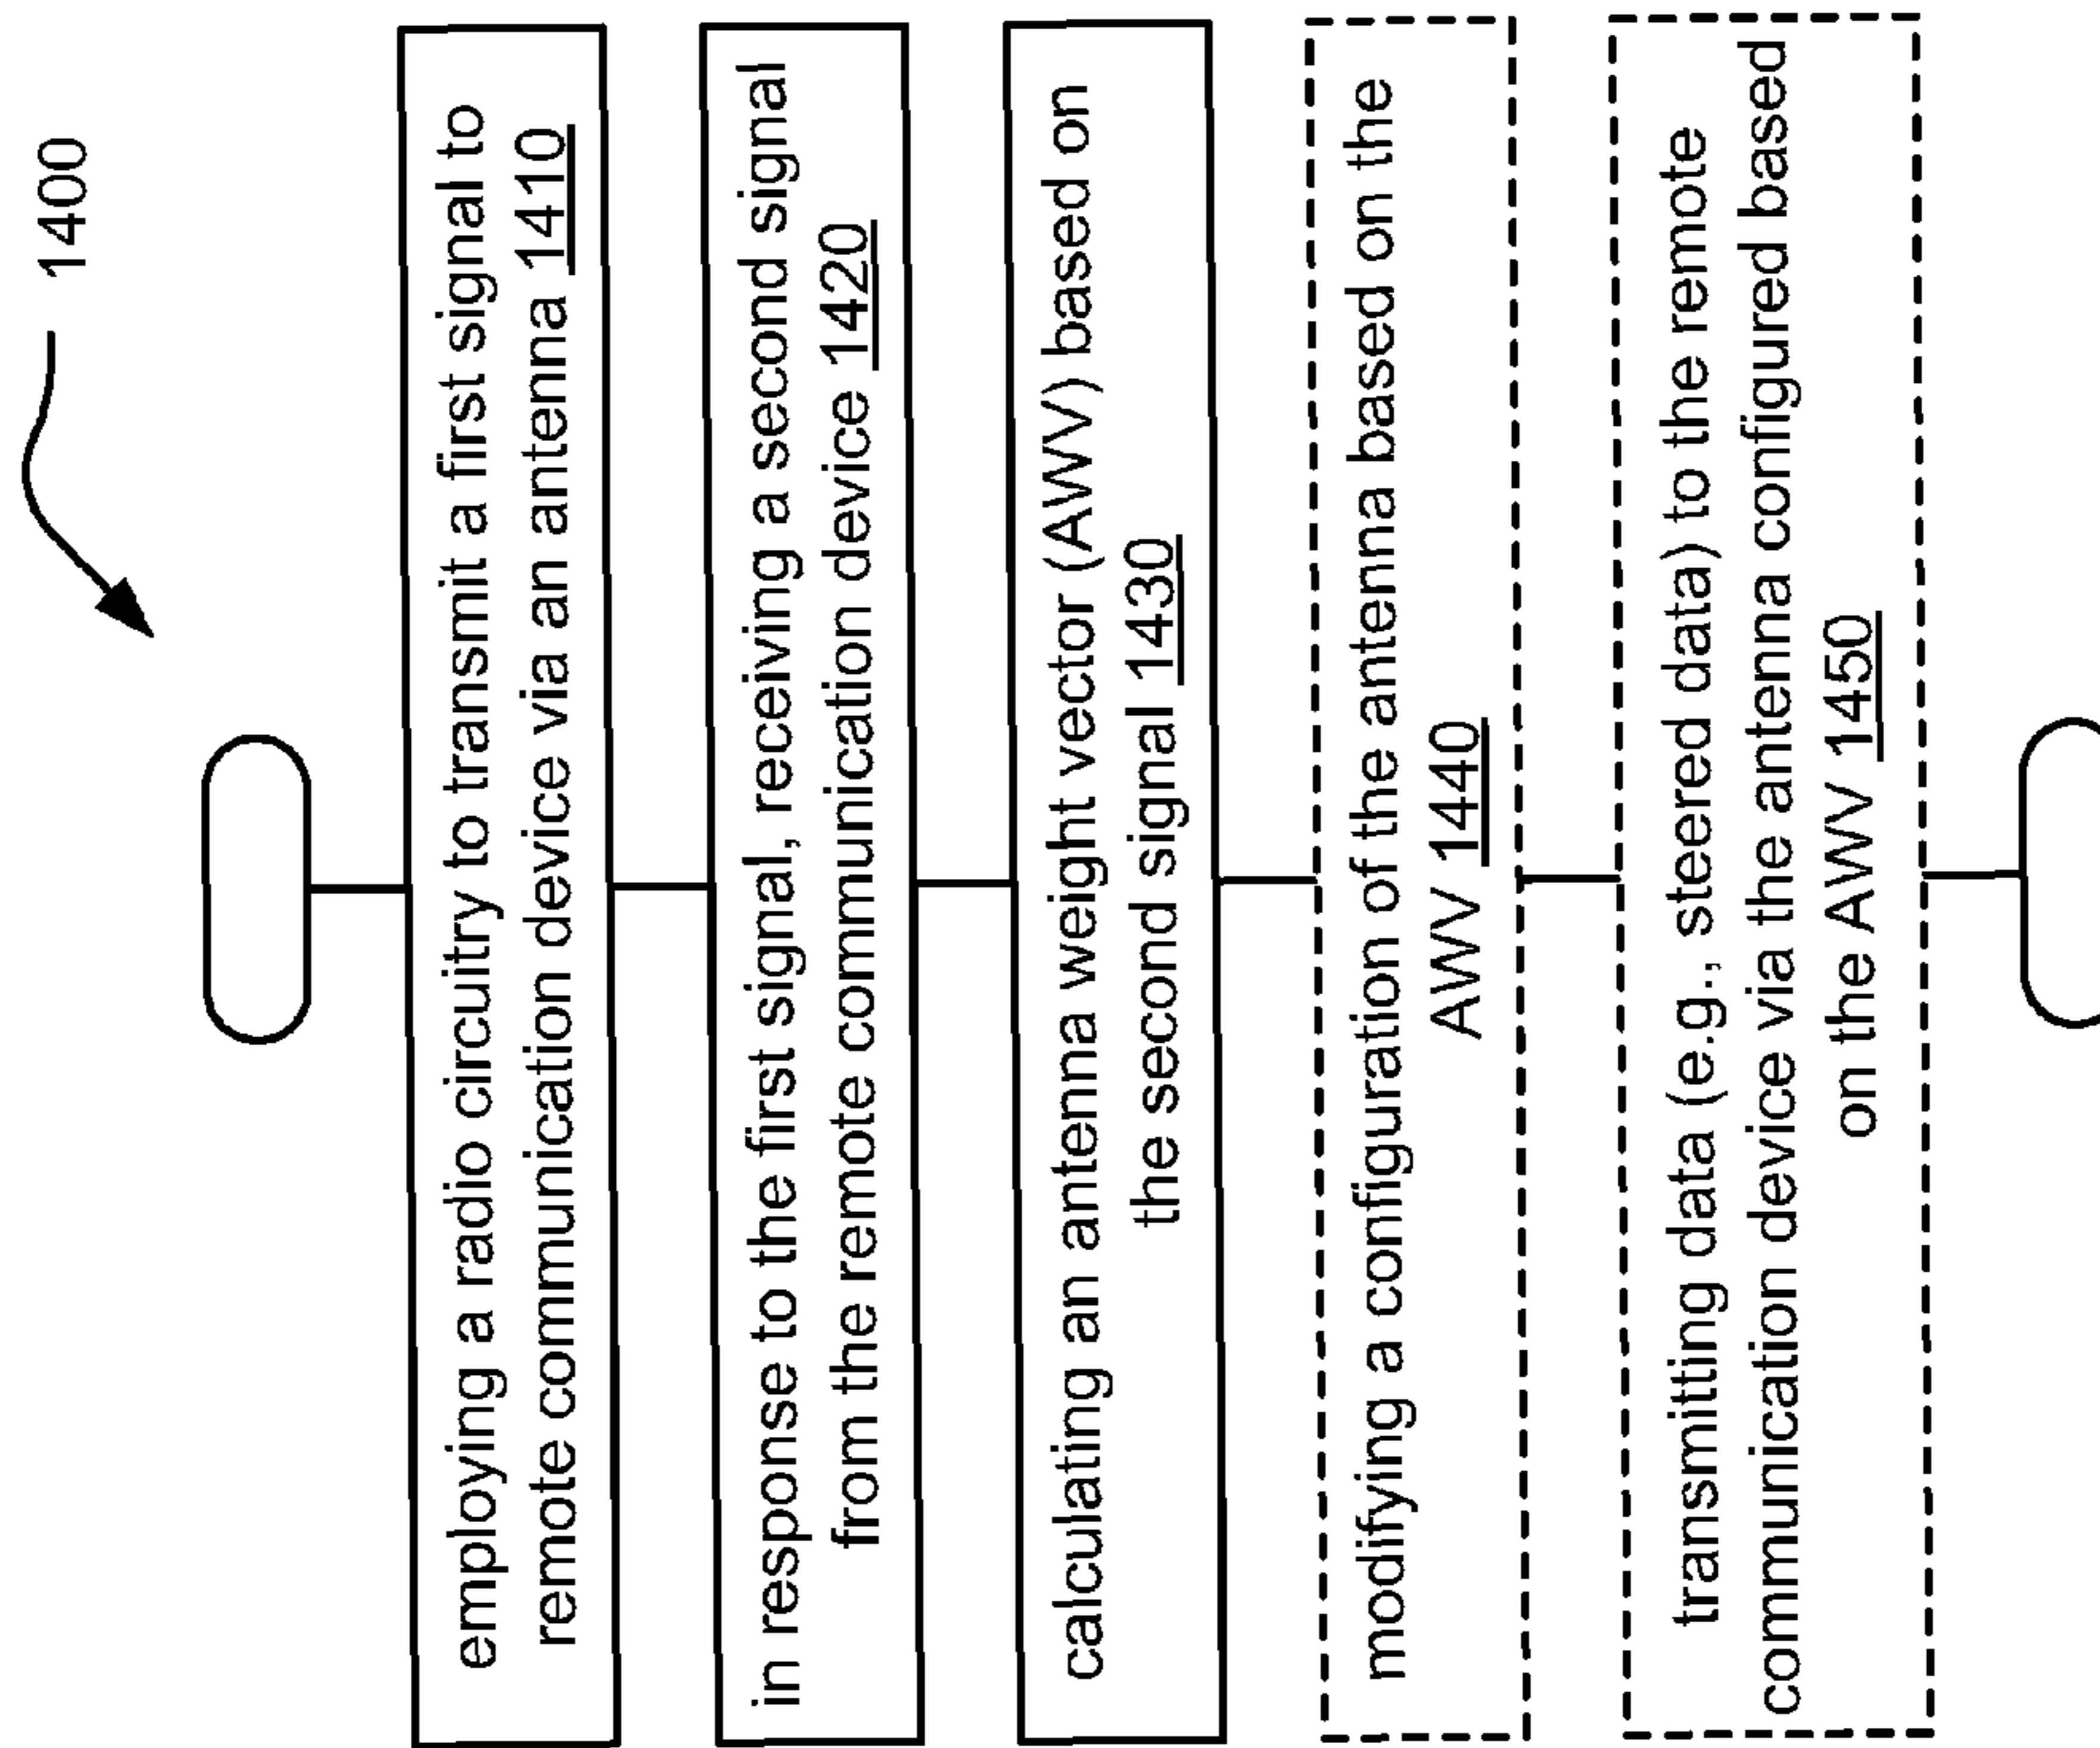 1400
employing a radio circuitry to transmit a first signal to
remote communication device via an antenna 1410
in response to the first signal, receiving a second signal
from the remote communication device 1420
calculating an antenna weight vector (AWV) based on
the second signal 1430
modifying a configuration of the antenna based on the
AWV 1440
transmitting data (e.g., steered data) to the remote
communication device via the antenna configured based
on the AWV 1450